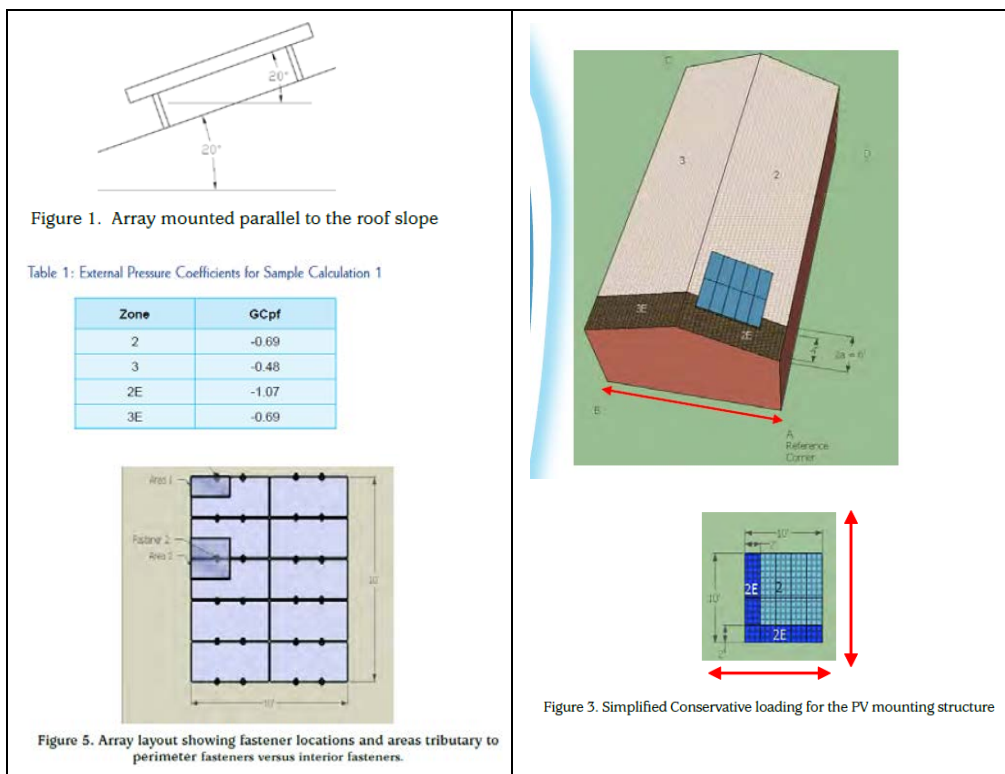 20°
20°
Figure 1. Array mounted parallel to the roof slope
Table 1: External Pressure Coefficients for Sample Calculation 1
Zone GCpf
2 -0.69
3 -0.48
2E -1.07
3E -0.69
Area 1
Fastener 2
Area 2
10'
10'
Figure 5. Array layout showing fastener locations and areas tributary to
perimeter fasteners versus interior fasteners.
C
D
3
2
3E
2E
2a = 6'
B
A
Reference
Corner
10'
2'
10'
2E
2
2E
2'
Figure 3. Simplified Conservative loading for the PV mounting structure